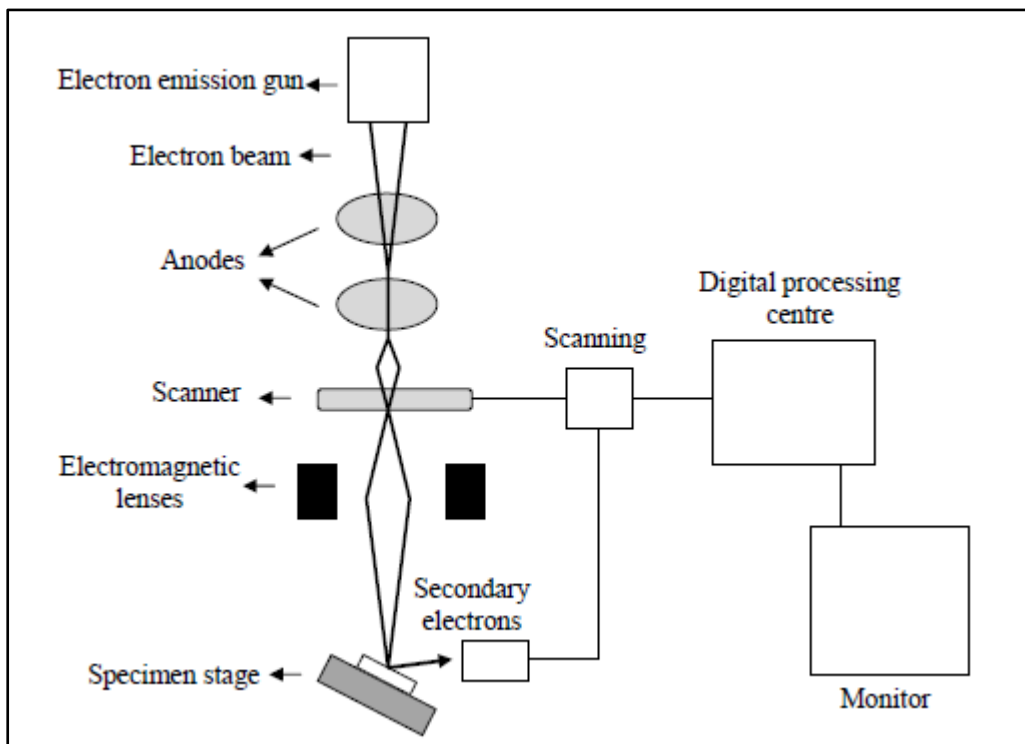 Electron emission gun
Electron beam
Anodes
Digital processing
centre
Scanning
Scanner
Electromagnetic
lenses
Secondary
electrons
Specimen stage
Monitor